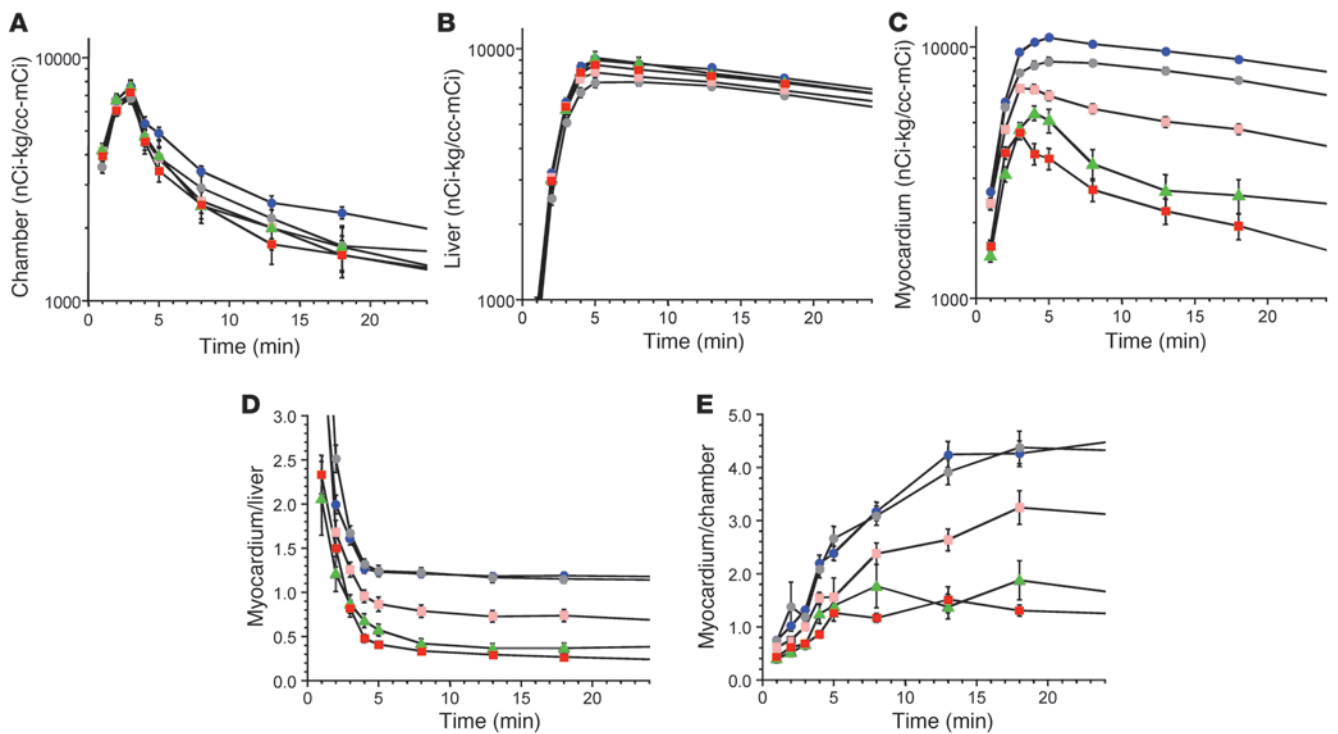 A
Chamber (nCi-kg/cc-mCi)
10000
1000
0 5 10 15 20
Time (min)
B
Liver (nCi-kg/cc-mCi)
10000
1000
0 5 10 15 20
Time (min)
C
Myocardium (nCi-kg/cc-mCi)
10000
1000
0 5 10 15 20
Time (min)
D
Myocardium/liver
3.0
2.5
2.0
1.5
1.0
0.5
0.0
0 5 10 15 20
Time (min)
E
Myocardium/chamber
5.0
4.0
3.0
2.0
1.0
0.0
0 5 10 15 20
Time (min)